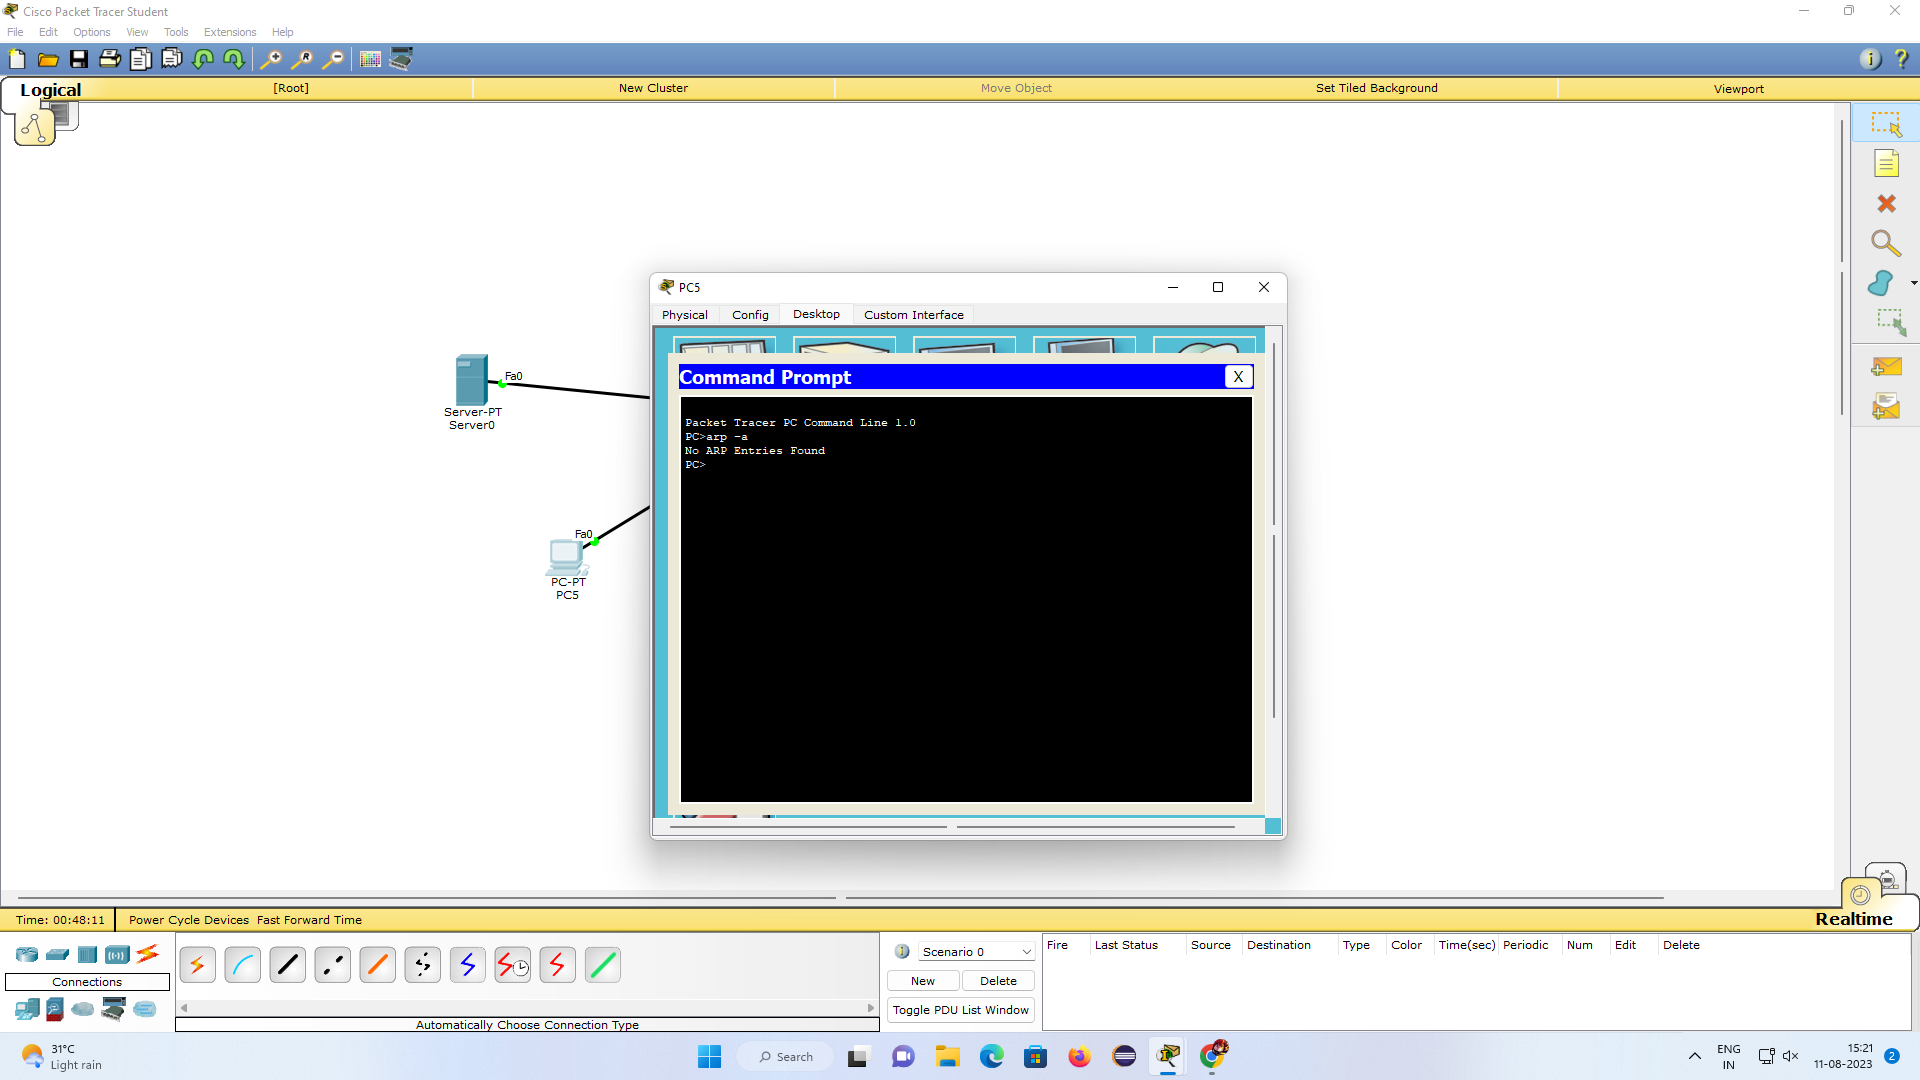 Cisco Packet Tracer Student
File Edit Options View Tools Extensions Help
Logical [Root] New Cluster Move Object Set Tiled Background Viewport
PC5
Physical Config Desktop Custom Interface
Command Prompt X
Packet Tracer PC Command Line 1.0
PC>arp -a
No ARP Entries Found
PC>
Fa0
Server-PT
Server0
Fa0
PC-PT
PC5
Time: 00:48:11 Power Cycle Devices Fast Forward Time Realtime
Connections
Automatically Choose Connection Type
Scenario 0
New Delete
Toggle PDU List Window
Fire Last Status Source Destination Type Color Time(sec) Periodic Num Edit Delete
31°C
Light rain
Search
ENG
IN
15:21
11-08-2023
2